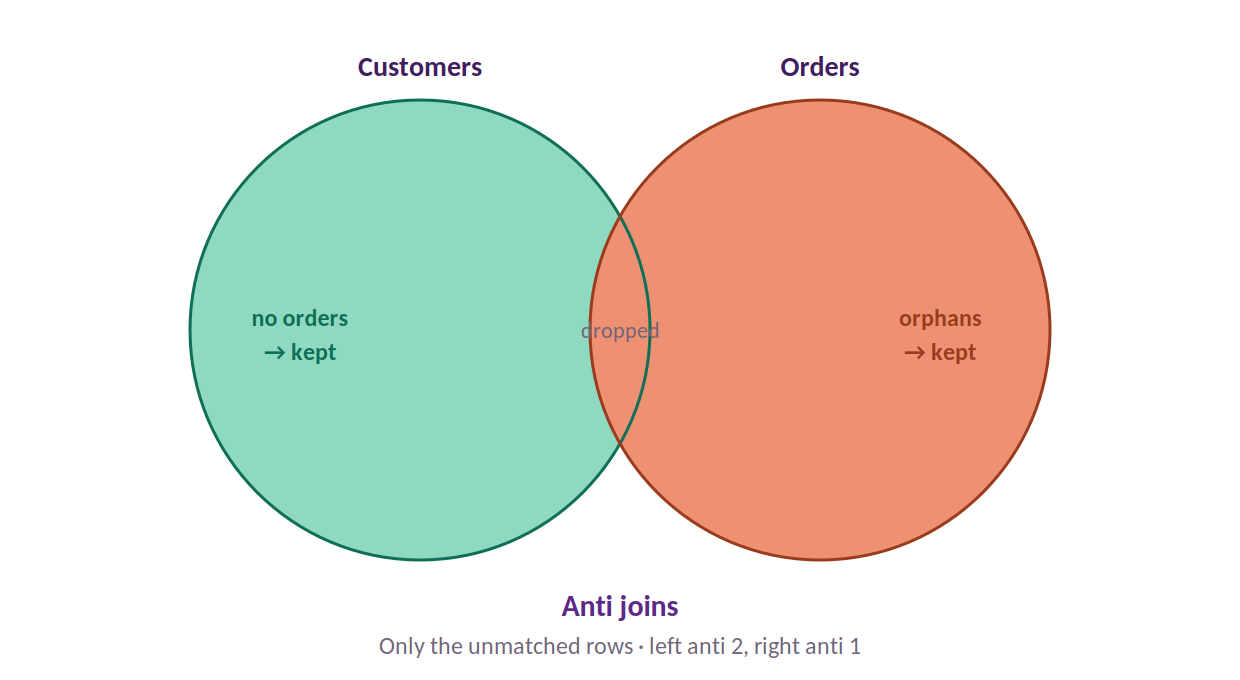 Customers
Orders
no orders
→ kept
dropped
orphans
→ kept
Anti joins
Only the unmatched rows · left anti 2, right anti 1